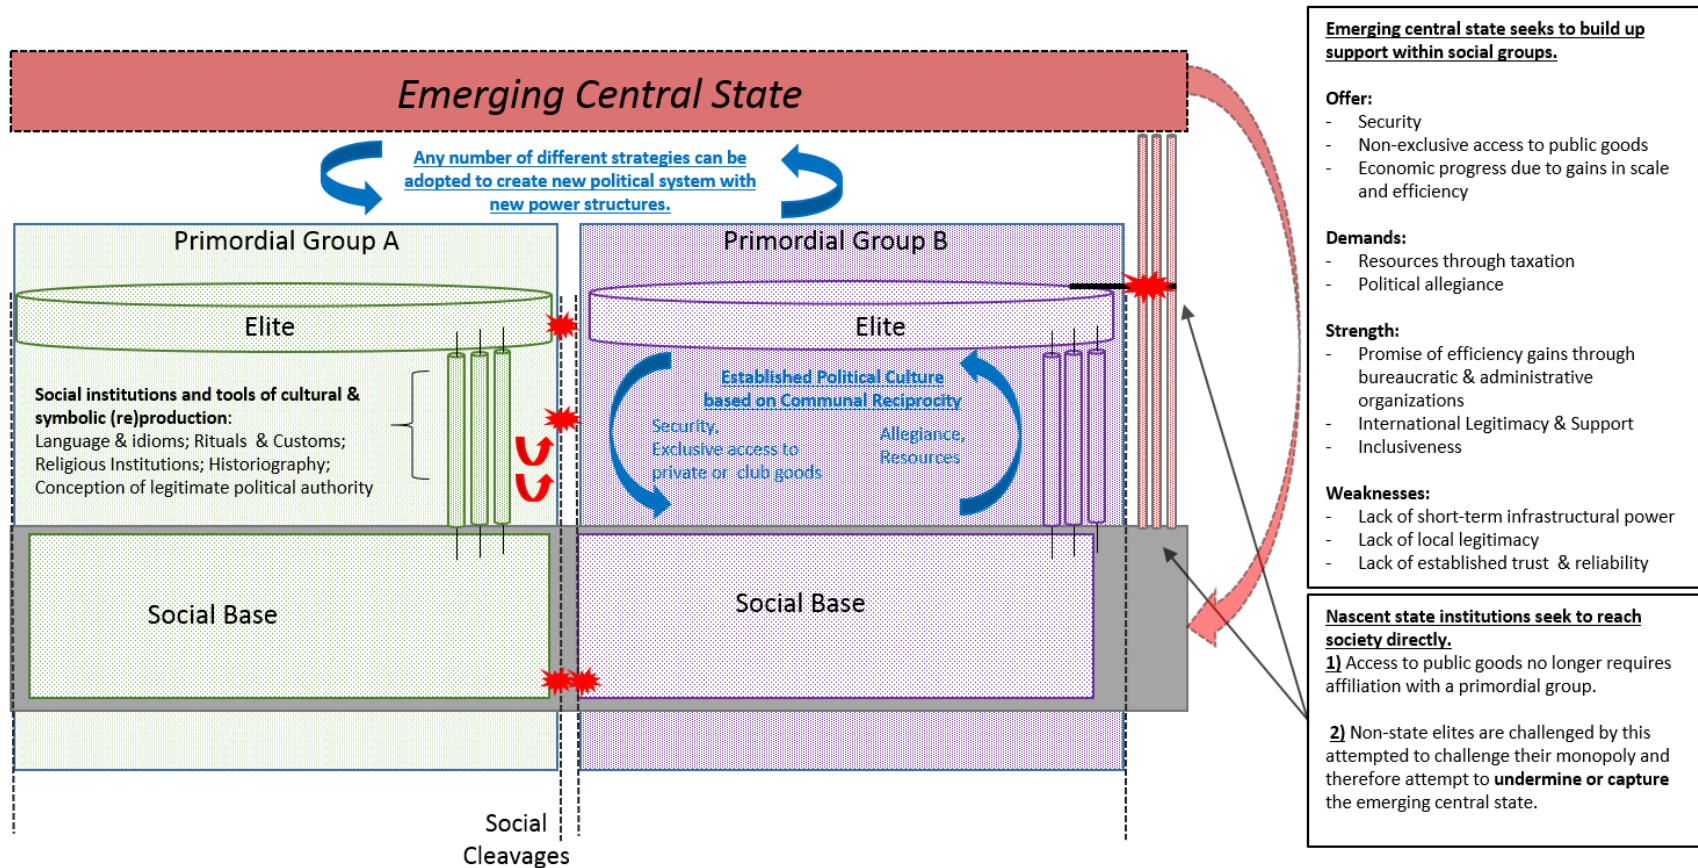 Emerging Central State
Any number of different strategies can be
adopted to create new political system with
new power structures.
Primordial Group A
Elite
Social institutions and tools of cultural &
symbolic (re)production:
Language & idioms; Rituals & Customs;
Religious Institutions; Historiography;
Conception of legitimate political authority
Social Base
Primordial Group B
Elite
Established Political Culture
based on Communal Reciprocity
Security,
Exclusive access to
private or club goods
Allegiance,
Resources
Social Base
Social
Cleavages
Emerging central state seeks to build up
support within social groups.
Offer:
- Security
- Non-exclusive access to public goods
- Economic progress due to gains in scale
and efficiency
Demands:
- Resources through taxation
- Political allegiance
Strength:
- Promise of efficiency gains through
bureaucratic & administrative
organizations
- International Legitimacy & Support
- Inclusiveness
Weaknesses:
- Lack of short-term infrastructural power
- Lack of local legitimacy
- Lack of established trust & reliability
Nascent state institutions seek to reach
society directly.
1) Access to public goods no longer requires
affiliation with a primordial group.
2) Non-state elites are challenged by this
attempted to challenge their monopoly and
therefore attempt to undermine or capture
the emerging central state.